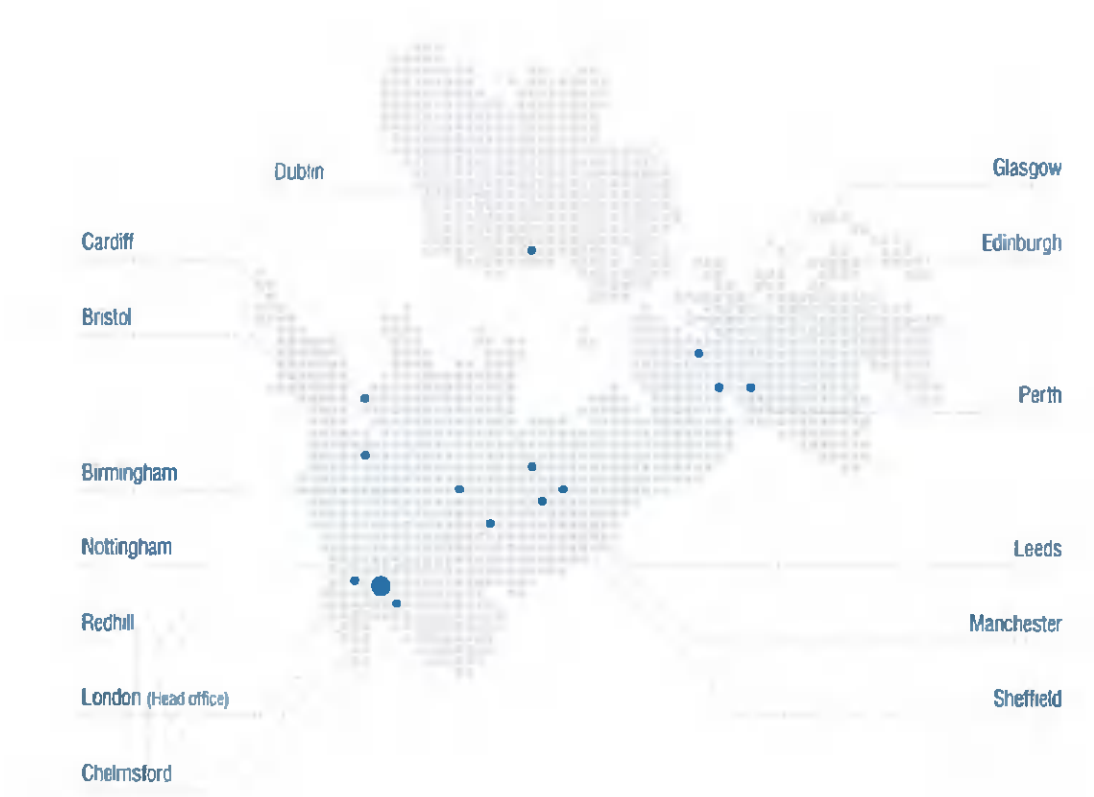 Dublin
Cardiff
Bristol
Birmingham
Nottingham
Redhill
London (Head office)
Chelmsford
Glasgow
Edinburgh
Perth
Leeds
Manchester
Sheffield